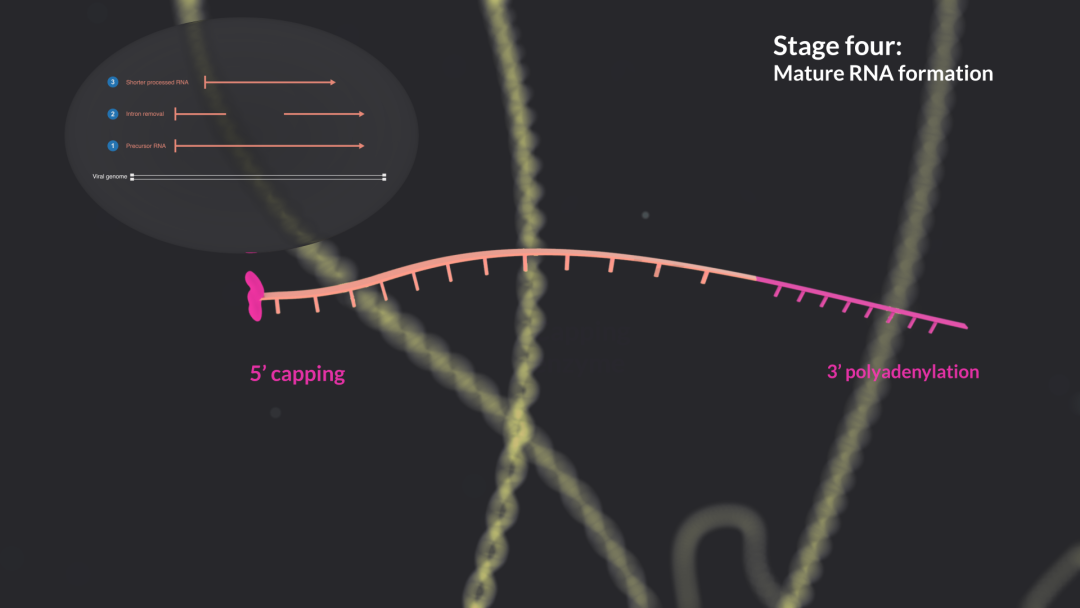 Stage four:
Mature RNA formation
3 Shorter processed RNA
2 Intron removal
1 Precursor RNA
Viral genome
5’ capping
3’ polyadenylation